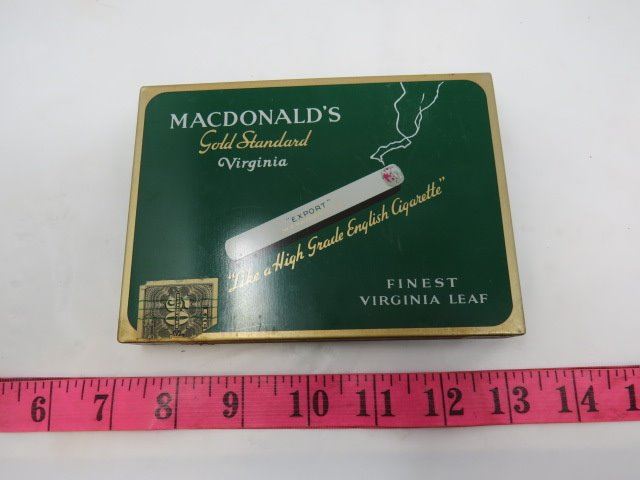 MACDONALD'S
Gold Standard
Virginia
"EXPORT"
"Like a High Grade English Cigarette"
FINEST
VIRGINIA LEAF
6 7 8 9 10 11 12 13 14